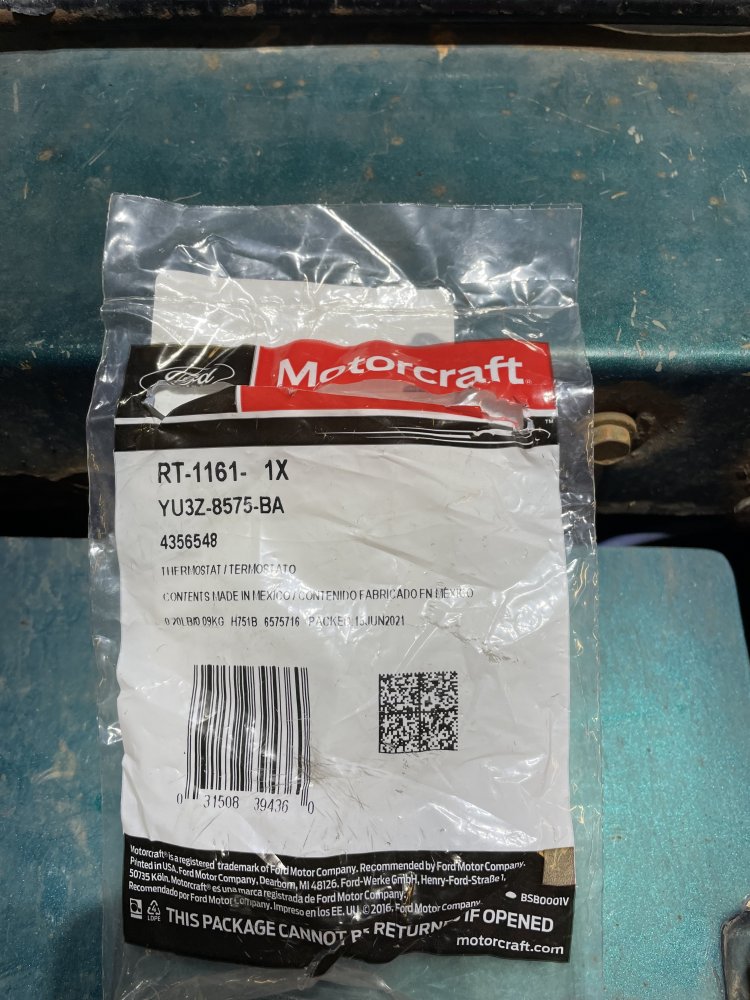 Ford Motorcraft®
™
RT-1161- 1X
YU3Z-8575-BA
4356548
THERMOSTAT / TERMOSTATO
CONTENTS MADE IN MEXICO / CONTENIDO FABRICADO EN MÉXICO
0.20LB/0.09KG H751B 6575716 PACKED 15JUN2021
0 31508 39436 0
Motorcraft® is a registered trademark of Ford Motor Company. Recommended by Ford Motor Company.
Printed in USA. Ford Motor Company, Dearborn, MI 48126. Ford-Werke GmbH, Henry-Ford-Straße 1,
50735 Köln. Motorcraft® es una marca registrada de Ford Motor Company.
Recomendado por Ford Motor Company. Impreso en los EE. UU. ©2016. Ford Motor Company
BSB0001V
LDPE
THIS PACKAGE CANNOT BE RETURN IF OPENED
motorcraft.com